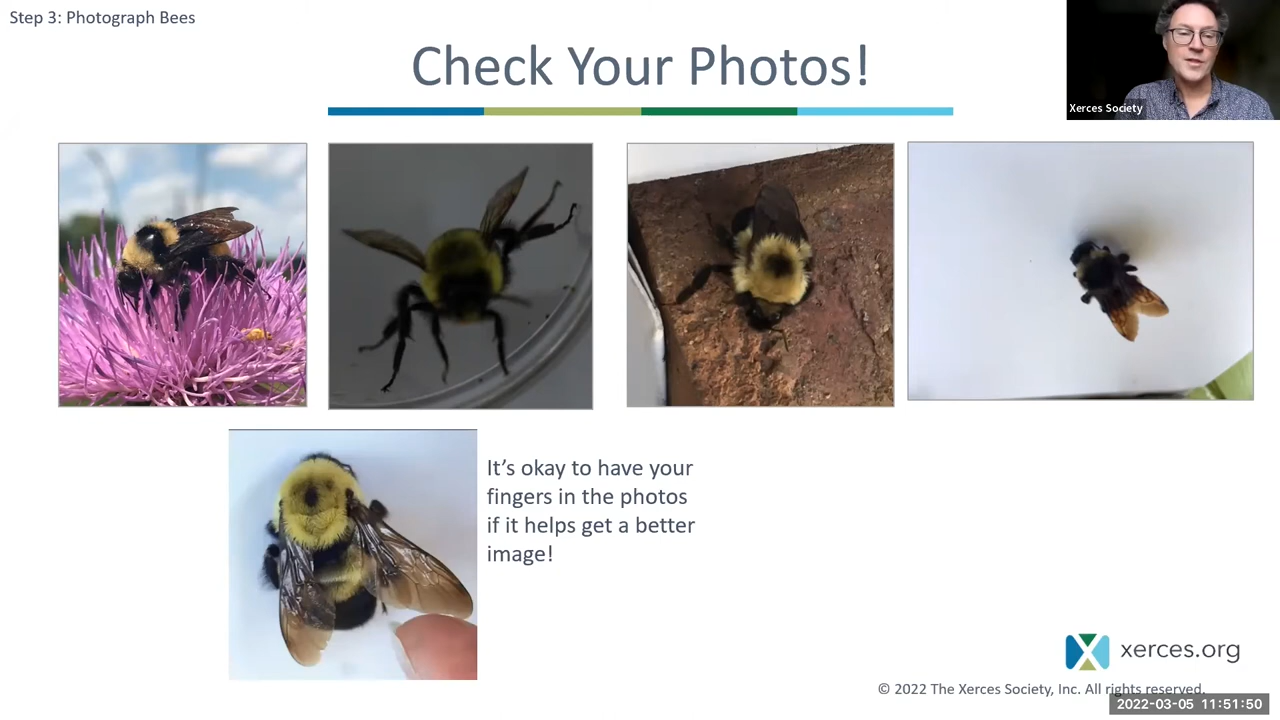 Step 3: Photograph Bees
Check Your Photos!
Xerces Society
It's okay to have your
fingers in the photos
if it helps get a better
image!
xerces.org
© 2022 The Xerces Society, Inc. All rights reserved.
2022-03-05 11:51:50